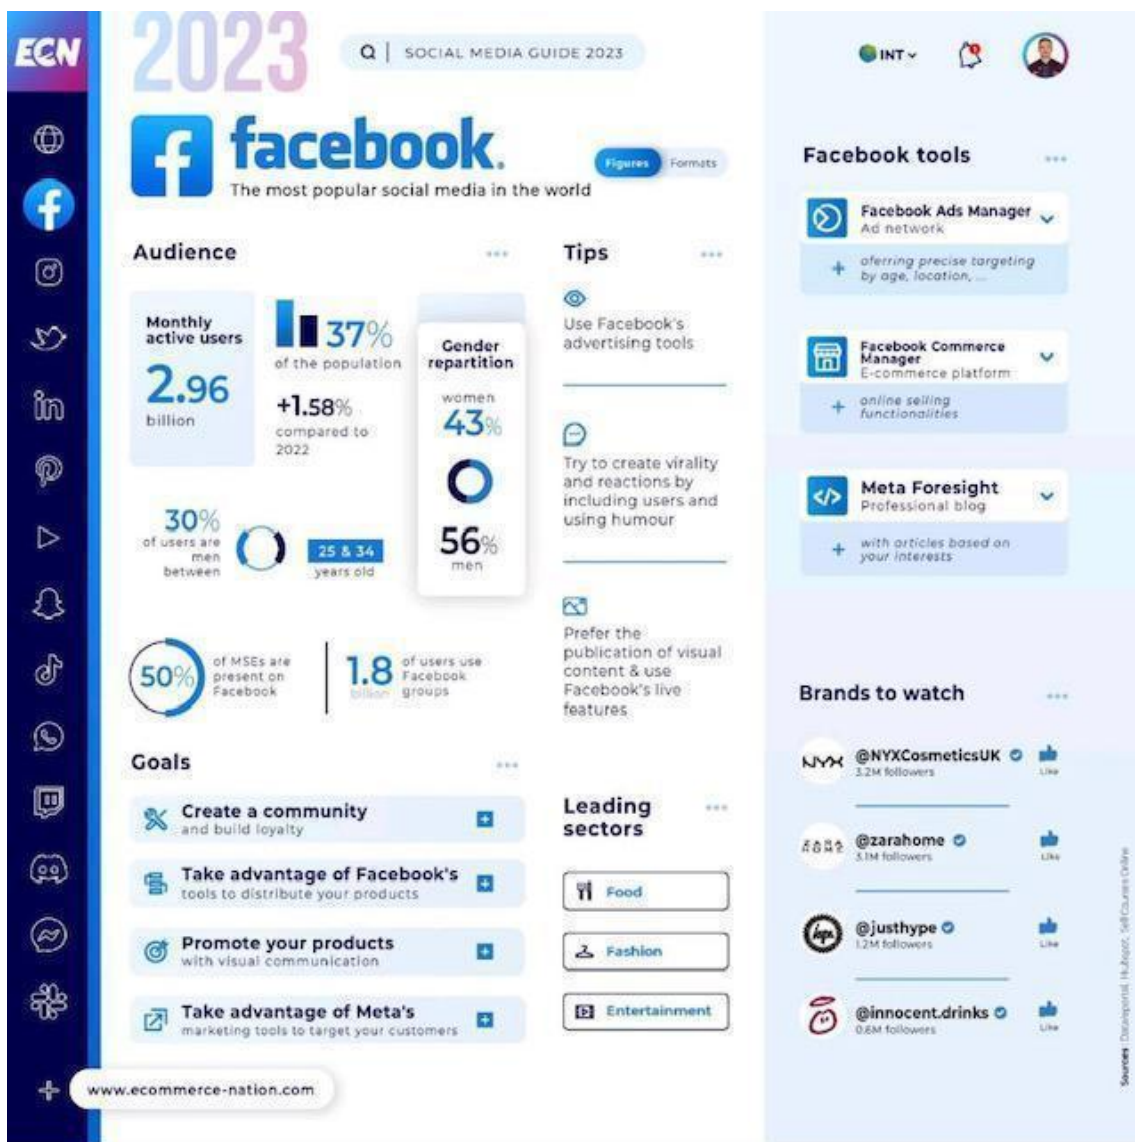 ECN
2023
SOCIAL MEDIA GUIDE 2023
INT
facebook.
The most popular social media in the world
Figures
Formats
Audience
Monthly
active users
2.96
billion
37%
of the population
+1.58%
compared to
2022
Gender
repartition
women
43%
56%
men
30%
of users are
men
between
25 & 34
years old
50%
of MSEs are
present on
Facebook
1.8
billion
of users use
Facebook
groups
Goals
Create a community
and build loyalty
Take advantage of Facebook's
tools to distribute your products
Promote your products
with visual communication
Take advantage of Meta's
marketing tools to target your customers
www.ecommerce-nation.com
Tips
Use Facebook's
advertising tools
Try to create virality
and reactions by
including users and
using humour
Prefer the
publication of visual
content & use
Facebook's live
features
Leading
sectors
Food
Fashion
Entertainment
Facebook tools
Facebook Ads Manager
Ad network
oferring precise targeting
by age, location, ...
Facebook Commerce
Manager
E-commerce platform
online selling
functionalities
Meta Foresight
Professional blog
with articles based on
your interests
Brands to watch
NYX
@NYXCosmeticsUK
3.2M followers
Like
ZARA
HOME
@zarahome
3.1M followers
Like
hype.
@justhype
1.2M followers
Like
@innocent.drinks
0.6M followers
Like
Sources : Datareportal, Hubspot, SellCourses Online